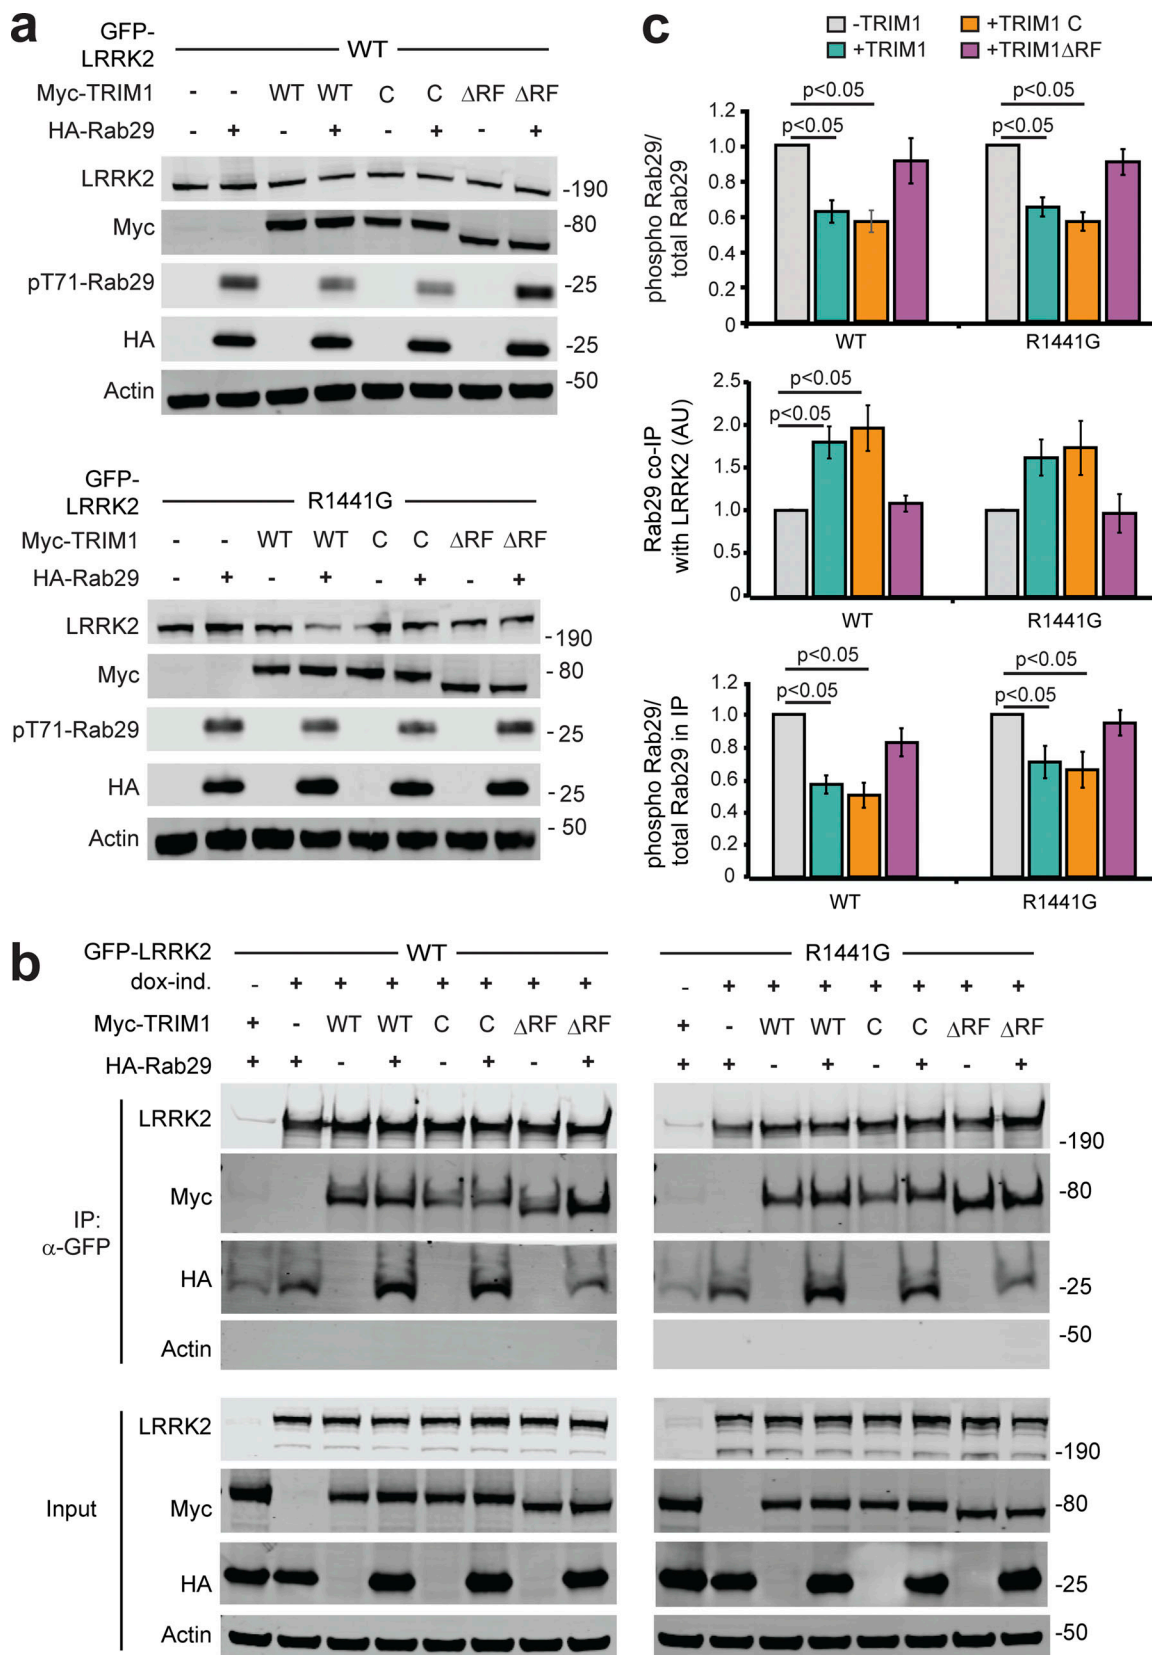 a
GFP-
LRRK2
WT
Myc-TRIM1 - - WT WT C C ΔRF ΔRF
HA-Rab29 - + - + - + - +
LRRK2 -190
Myc -80
pT71-Rab29 -25
HA -25
Actin -50
GFP-
LRRK2
R1441G
Myc-TRIM1 - - WT WT C C ΔRF ΔRF
HA-Rab29 - + - + - + - +
LRRK2 -190
Myc -80
pT71-Rab29 -25
HA -25
Actin -50
c
-TRIM1 +TRIM1 C
+TRIM1 +TRIM1ΔRF
phospho Rab29/
total Rab29
1.2
1.0
0.8
0.6
0.4
0.2
0
p<0.05
p<0.05
p<0.05
p<0.05
WT R1441G
Rab29 co-IP
with LRRK2 (AU)
2.5
2.0
1.5
1.0
0.5
0
p<0.05
p<0.05
WT R1441G
phospho Rab29/
total Rab29 in IP
1.2
1.0
0.8
0.6
0.4
0.2
0
p<0.05
p<0.05
p<0.05
p<0.05
WT R1441G
b
GFP-LRRK2 WT R1441G
dox-ind. - + + + + + + + - + + + + + + +
Myc-TRIM1 + - WT WT C C ΔRF ΔRF + - WT WT C C ΔRF ΔRF
HA-Rab29 + + - + - + - + + + - + - + - +
IP:
α-GFP
LRRK2 -190
Myc -80
HA -25
Actin -50
Input
LRRK2 -190
Myc -80
HA -25
Actin -50